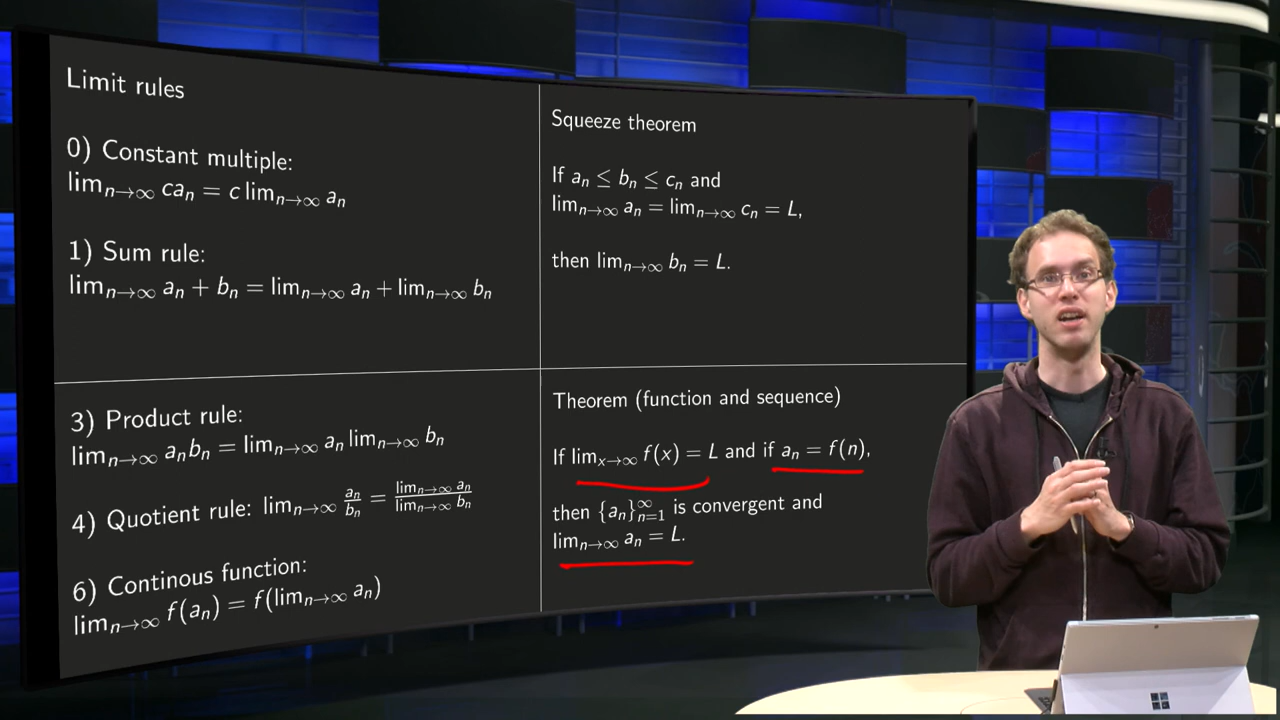 Limit rules
0) Constant multiple:
lim_{n→∞} ca_n = c lim_{n→∞} a_n
1) Sum rule:
lim_{n→∞} a_n + b_n = lim_{n→∞} a_n + lim_{n→∞} b_n
3) Product rule:
lim_{n→∞} a_n b_n = lim_{n→∞} a_n lim_{n→∞} b_n
4) Quotient rule: lim_{n→∞} \frac{a_n}{b_n} = \frac{lim_{n→∞} a_n}{lim_{n→∞} b_n}
6) Continous function:
lim_{n→∞} f(a_n) = f(lim_{n→∞} a_n)
Squeeze theorem
If a_n ≤ b_n ≤ c_n and
lim_{n→∞} a_n = lim_{n→∞} c_n = L,
then lim_{n→∞} b_n = L.
Theorem (function and sequence)
If lim_{x→∞} f(x) = L and if a_n = f(n),
then {a_n}_{n=1}^{∞} is convergent and
lim_{n→∞} a_n = L.